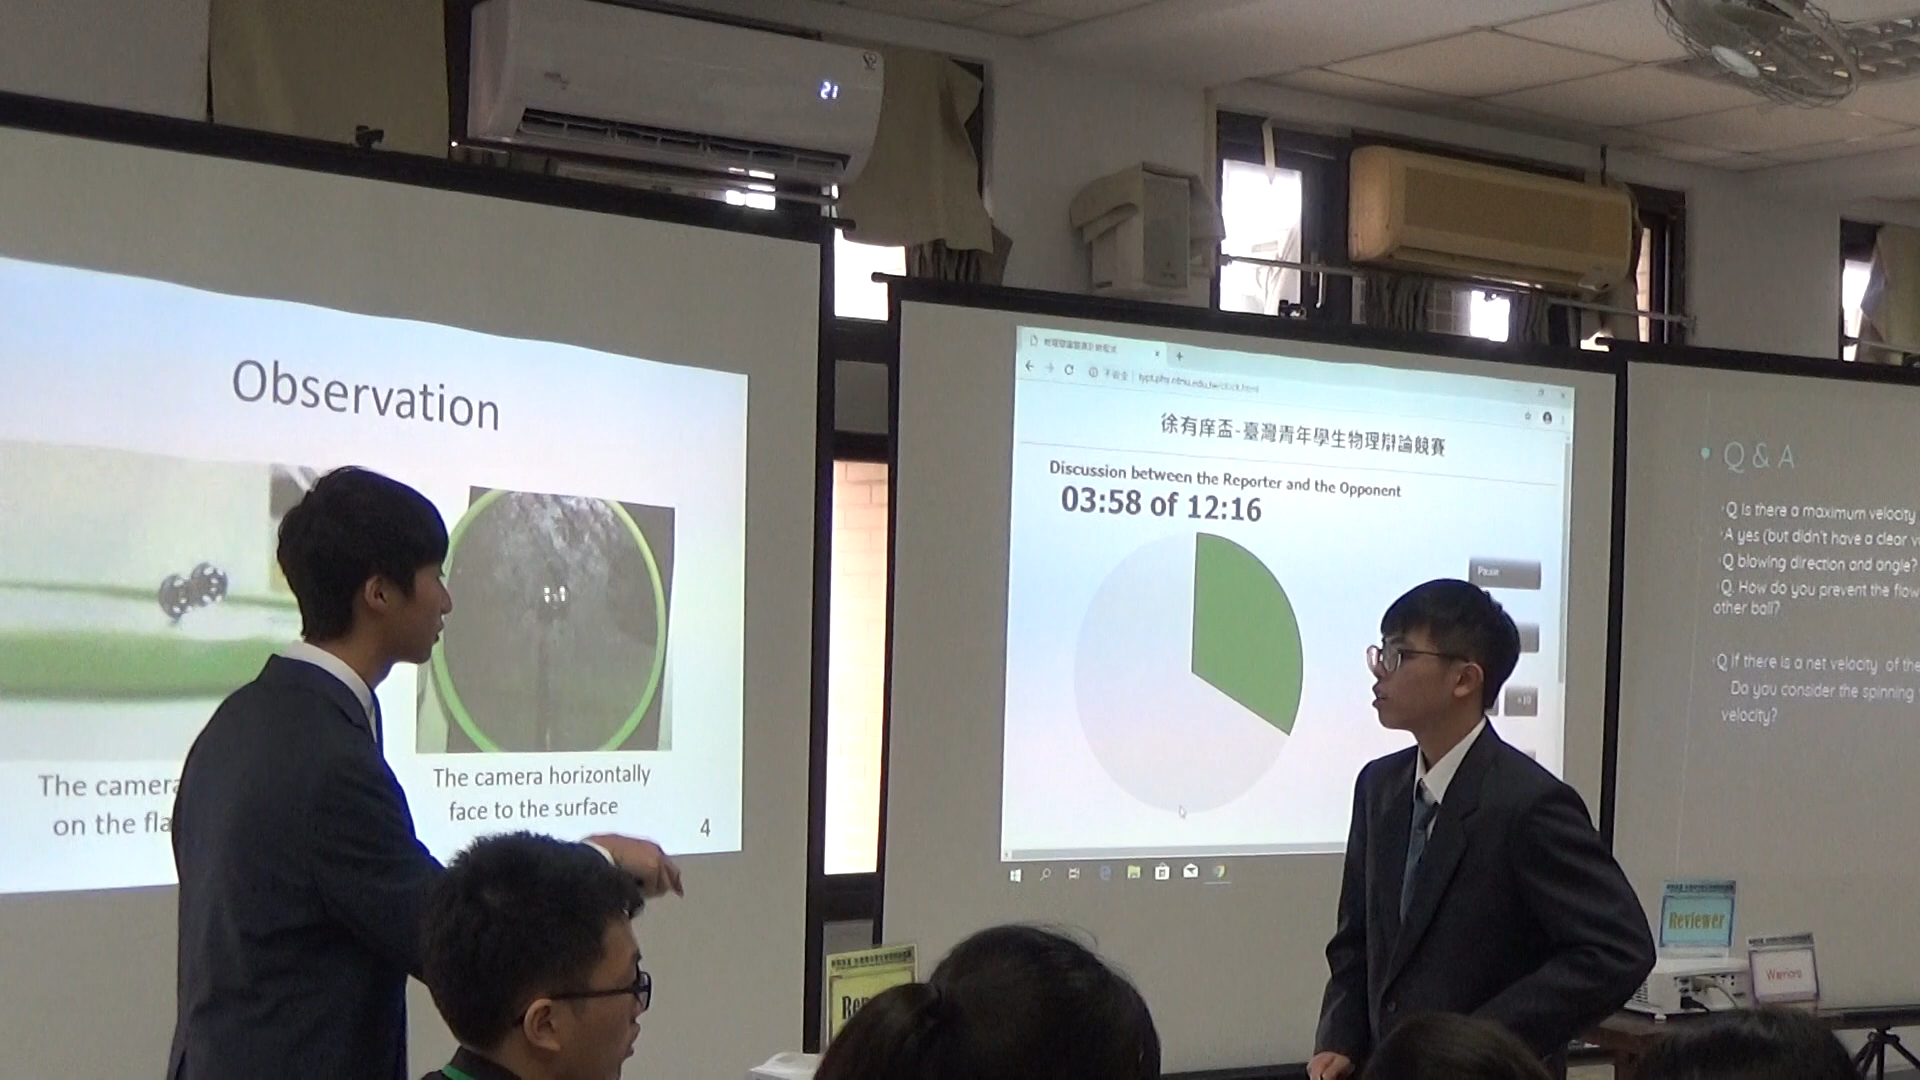 21
Observation
The camera
on the fla
The camera horizontally
face to the surface
4
徐有庠盃-臺灣青年學生物理辯論競賽
Discussion between the Reporter and the Opponent
03:58 of 12:16
Pause
Q & A
Q Is there a maximum velocity
A yes (but didn't have a clear v
Q blowing direction and angle?
Q. How do you prevent the flow
other ball?
Q If there is a net velocity of the
Do you consider the spinning
velocity?
Reviewer
Warriors
Rep